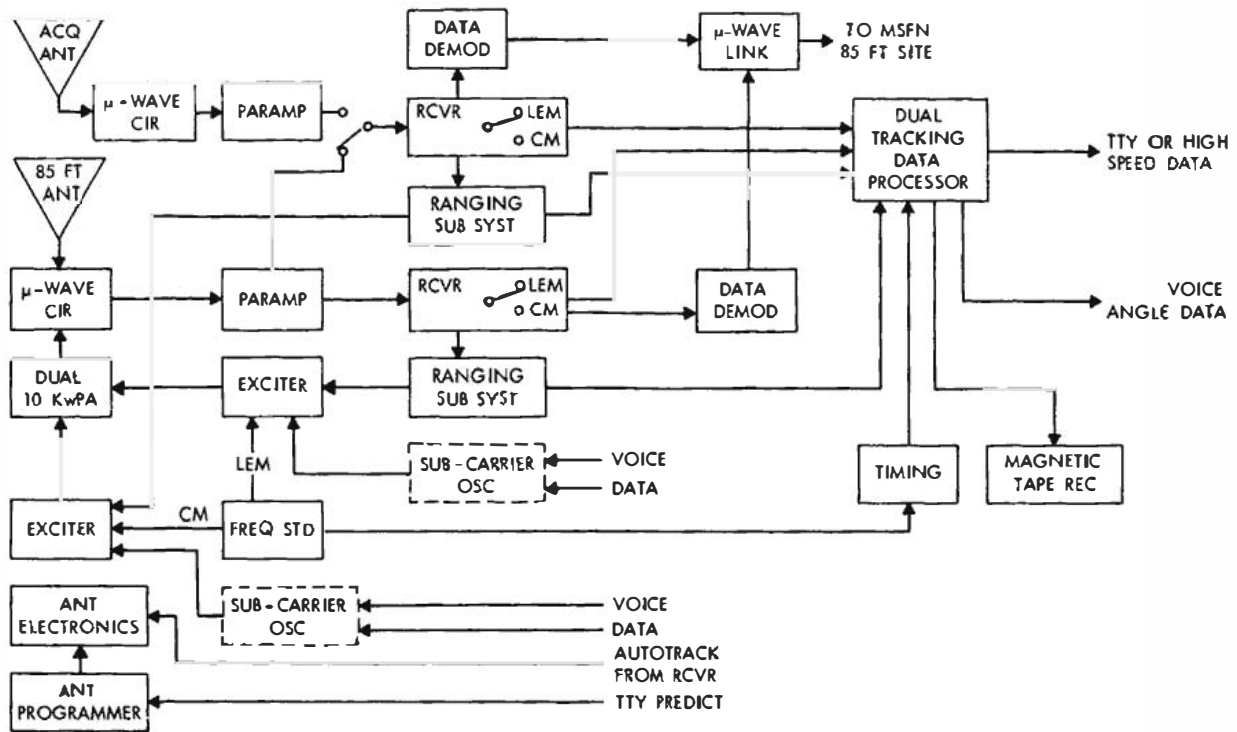 ACQ
ANT
μ-WAVE
CIR
PARAMP
DATA
DEMOD
μ-WAVE
LINK
TO MSFN
85 FT SITE
RCVR
LEM
CM
DUAL
TRACKING
DATA
PROCESSOR
TTY OR HIGH
SPEED DATA
85 FT
ANT
RANGING
SUB SYST
μ-WAVE
CIR
PARAMP
RCVR
LEM
CM
DATA
DEMOD
VOICE
ANGLE DATA
DUAL
10 KwPA
EXCITER
RANGING
SUB SYST
LEM
SUB-CARRIER
OSC
VOICE
DATA
TIMING
MAGNETIC
TAPE REC
EXCITER
CM
FREQ STD
ANT
ELECTRONICS
SUB-CARRIER
OSC
VOICE
DATA
AUTOTRACK
FROM RCVR
ANT
PROGRAMMER
TTY PREDICT